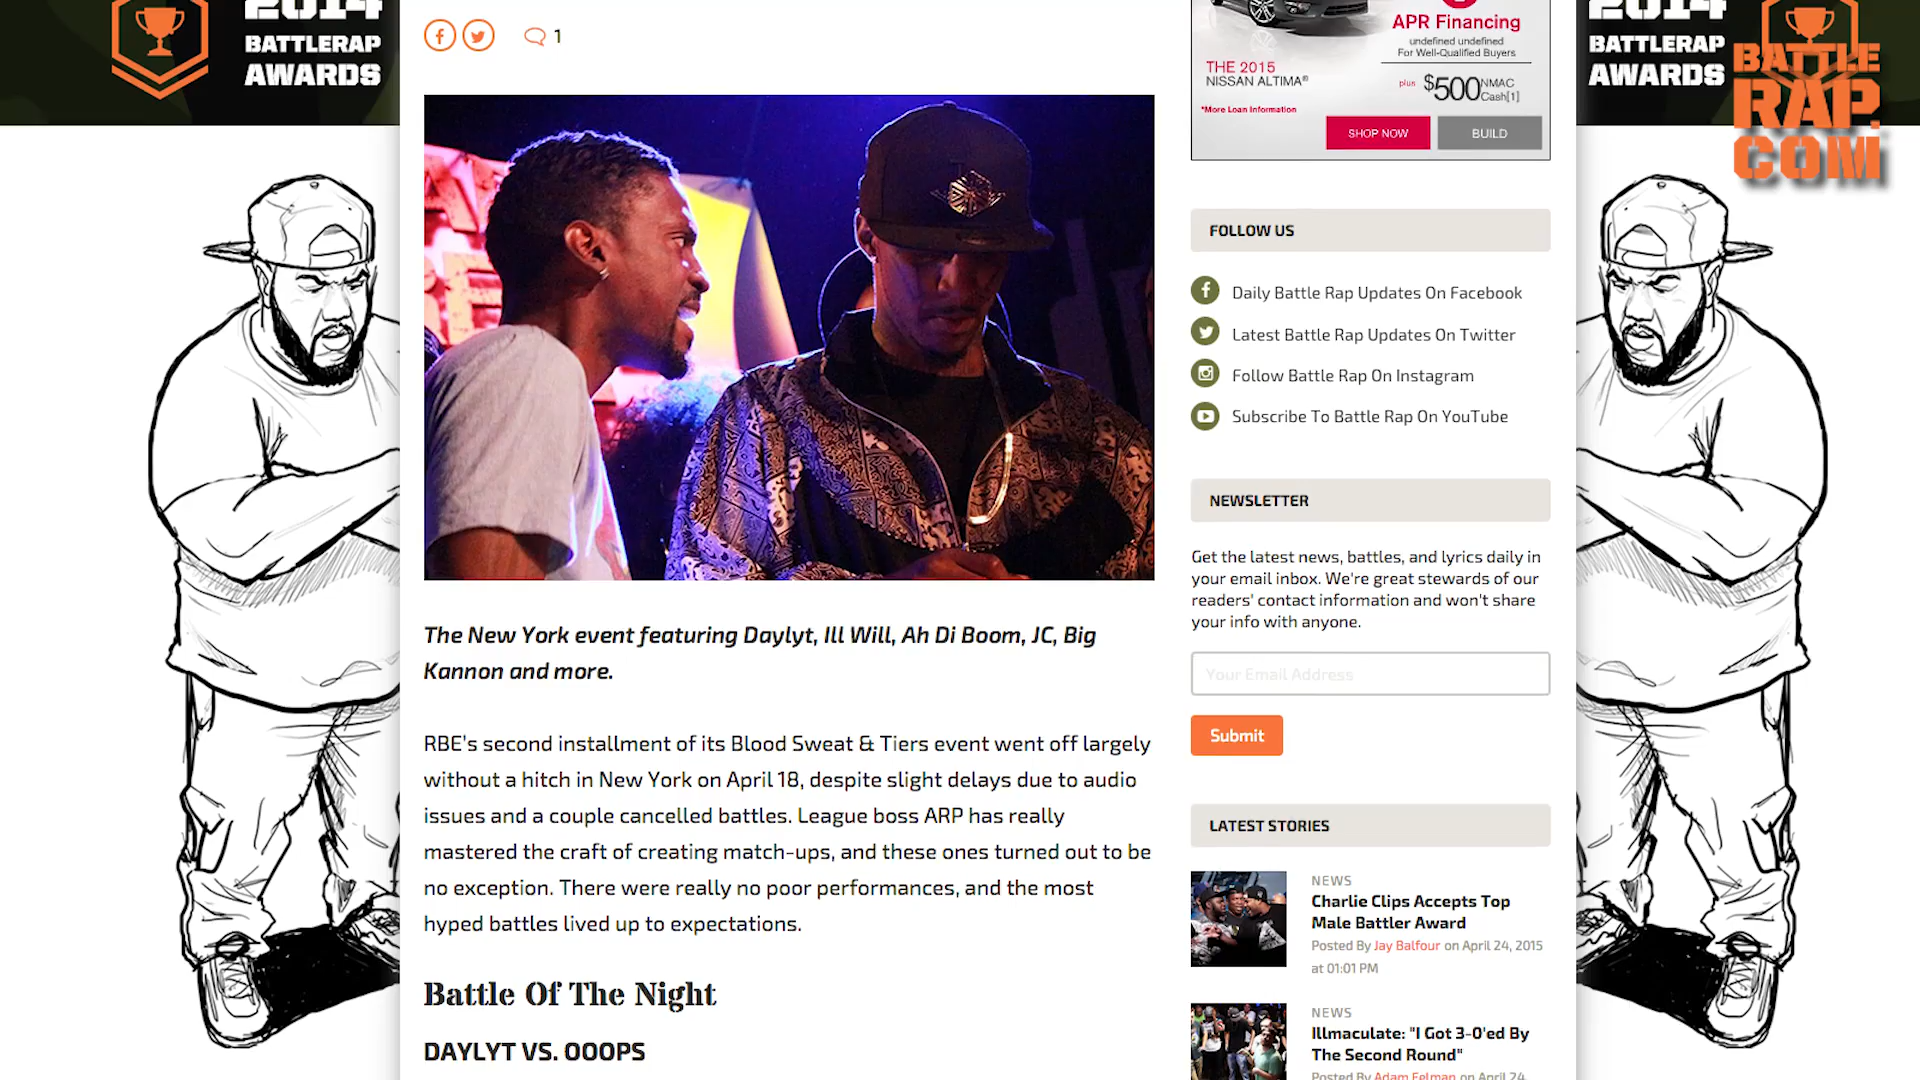 2014
BATTLERAP
AWARDS
1
APR Financing
undefined undefined
For Well-Qualified Buyers
THE 2015
NISSAN ALTIMA®
plus $500 NMAC
Cash[1]
*More Loan Information
SHOP NOW
BUILD
2014
BATTLERAP
AWARDS
BATTLE
RAP.
COM
FOLLOW US
Daily Battle Rap Updates On Facebook
Latest Battle Rap Updates On Twitter
Follow Battle Rap On Instagram
Subscribe To Battle Rap On YouTube
NEWSLETTER
Get the latest news, battles, and lyrics daily in
your email inbox. We're great stewards of our
readers' contact information and won't share
your info with anyone.
Your Email Address
Submit
The New York event featuring Daylyt, Ill Will, Ah Di Boom, JC, Big
Kannon and more.
RBE's second installment of its Blood Sweat & Tiers event went off largely
without a hitch in New York on April 18, despite slight delays due to audio
issues and a couple cancelled battles. League boss ARP has really
mastered the craft of creating match-ups, and these ones turned out to be
no exception. There were really no poor performances, and the most
hyped battles lived up to expectations.
Battle Of The Night
DAYLYT VS. OOOPS
LATEST STORIES
NEWS
Charlie Clips Accepts Top
Male Battler Award
Posted By Jay Balfour on April 24, 2015
at 01:01 PM
NEWS
Illmaculate: "I Got 3-0'ed By
The Second Round"
Posted By Adam Felman on April 24,